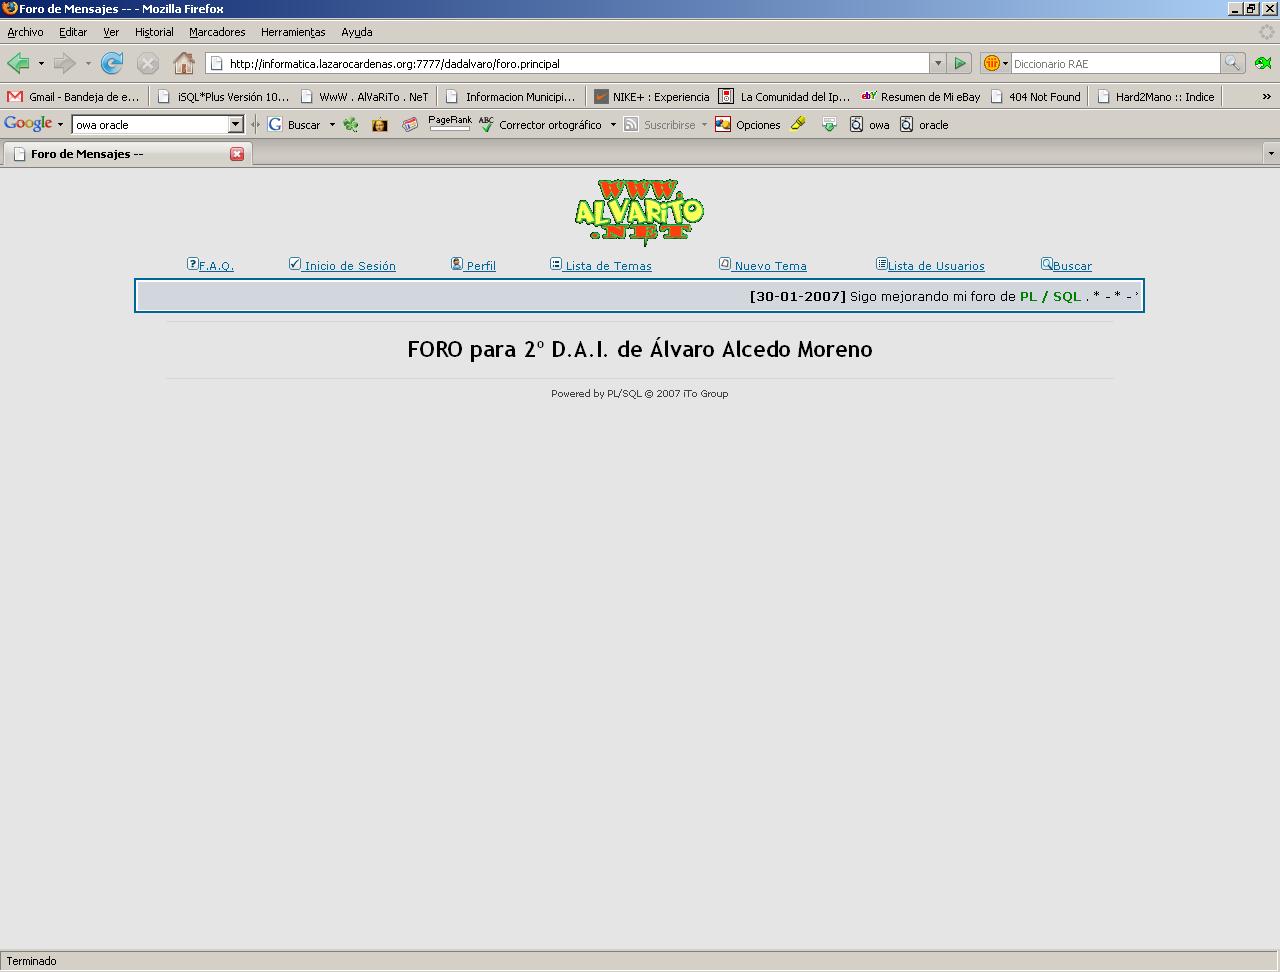 Foro de Mensajes -- - Mozilla Firefox
Archivo Editar Ver Historial Marcadores Herramientas Ayuda
http://informatica.lazarocardenas.org:7777/dadalvaro/foro.principal Diccionario RAE
Gmail - Bandeja de e... iSQL*Plus Versión 10... WwW . AlVaRiTo . NeT Informacion Municipi... NIKE+ : Experiencia La Comunidad del Ip... Resumen de Mi eBay 404 Not Found Hard2Mano :: Indice »
Google owa oracle Buscar PageRank Corrector ortográfico Suscribirse Opciones owa oracle
Foro de Mensajes --
WWW.
ALVARiTO
.NET
F.A.Q. Inicio de Sesión Perfil Lista de Temas Nuevo Tema Lista de Usuarios Buscar
[30-01-2007] Sigo mejorando mi foro de PL / SQL . * - * -
FORO para 2º D.A.I. de Álvaro Alcedo Moreno
Powered by PL/SQL © 2007 iTo Group
Terminado